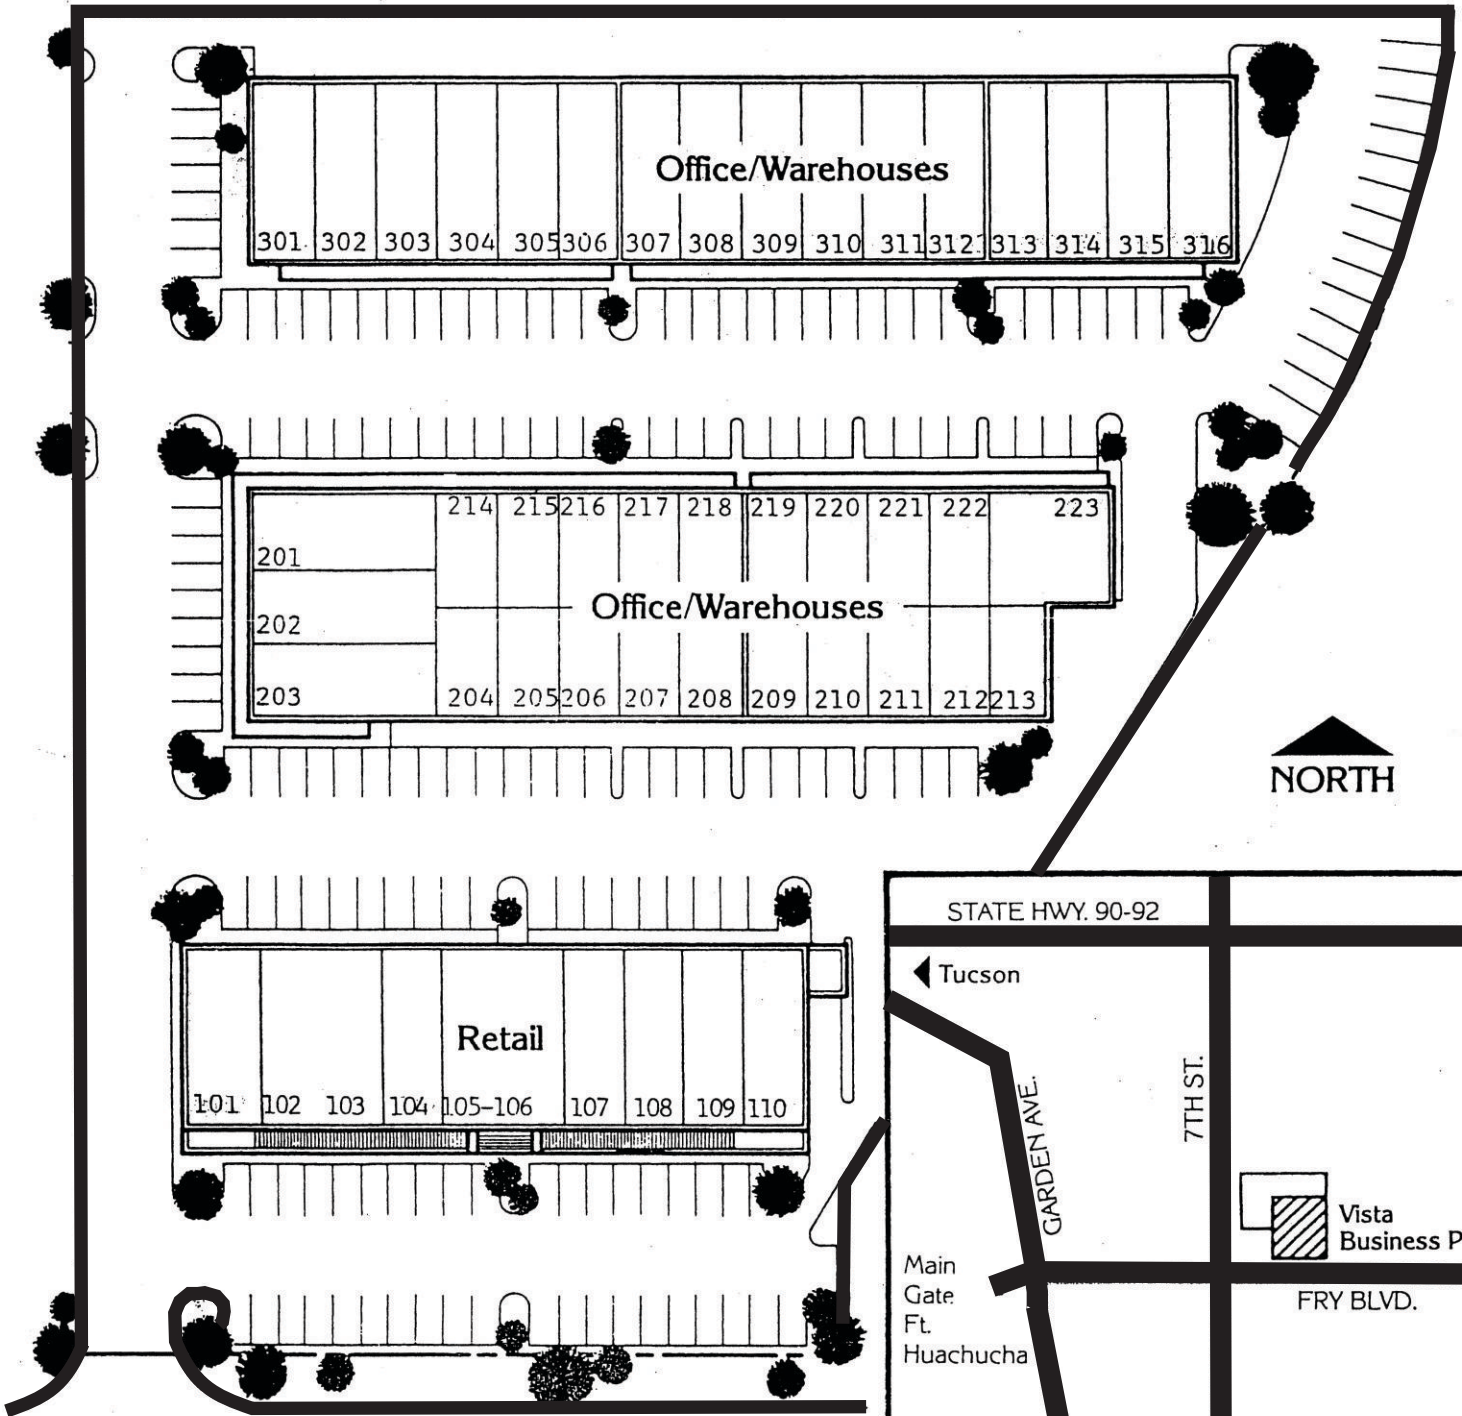 Office/Warehouses
301 302 303 304 305 306 307 308 309 310 311 312 313 314 315 316
214 215 216 217 218 219 220 221 222 223
201
Office/Warehouses
202
203 204 205 206 207 208 209 210 211 212 213
NORTH
Retail
101 102 103 104 105-106 107 108 109 110
STATE HWY. 90-92
Tucson
GARDEN AVE.
7TH ST.
Vista
Business P
Main
Gate
Ft.
Huachucha
FRY BLVD.